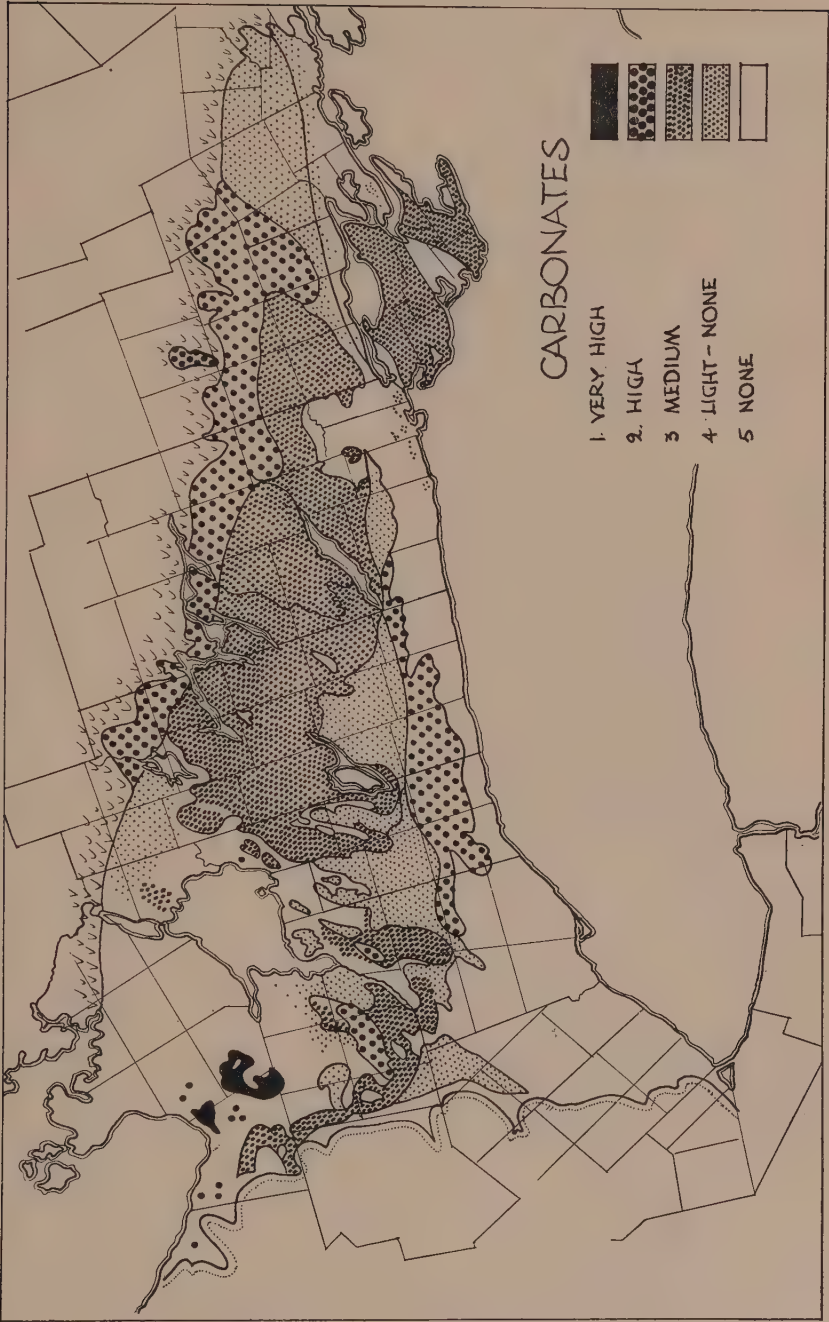 CARBONATES
1. VERY HIGH
2. HIGH
3 MEDIUM
4 LIGHT - NONE
5 NONE